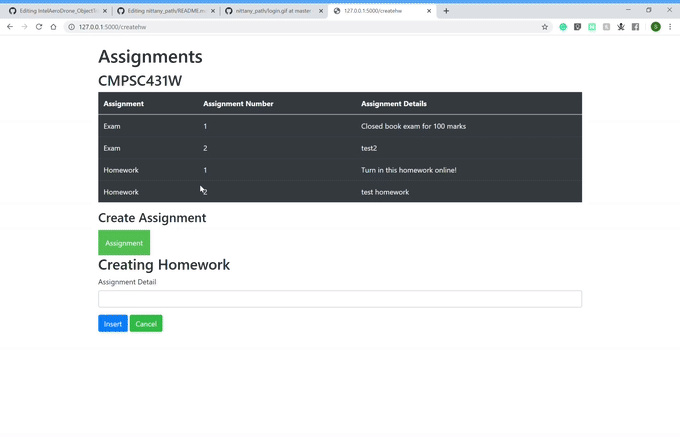 Editing IntelAeroDrone_ObjectT
Editing nittany_path/README.m
nittany_path/login.gif at master
127.0.0.1:5000/createhw
127.0.0.1:5000/createhw
S
Assignments
CMPSC431W
Assignment Assignment Number Assignment Details
Exam 1 Closed book exam for 100 marks
Exam 2 test2
Homework 1 Turn in this homework online!
Homework 2 test homework
Create Assignment
Assignment
Creating Homework
Assignment Detail
Insert Cancel